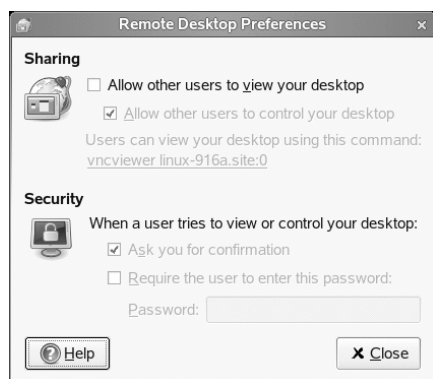 Remote Desktop Preferences
Sharing
Allow other users to view your desktop
Allow other users to control your desktop
Users can view your desktop using this command:
vncviewer linux-916a.site:0
Security
When a user tries to view or control your desktop:
Ask you for confirmation
Require the user to enter this password:
Password:
Help
Close